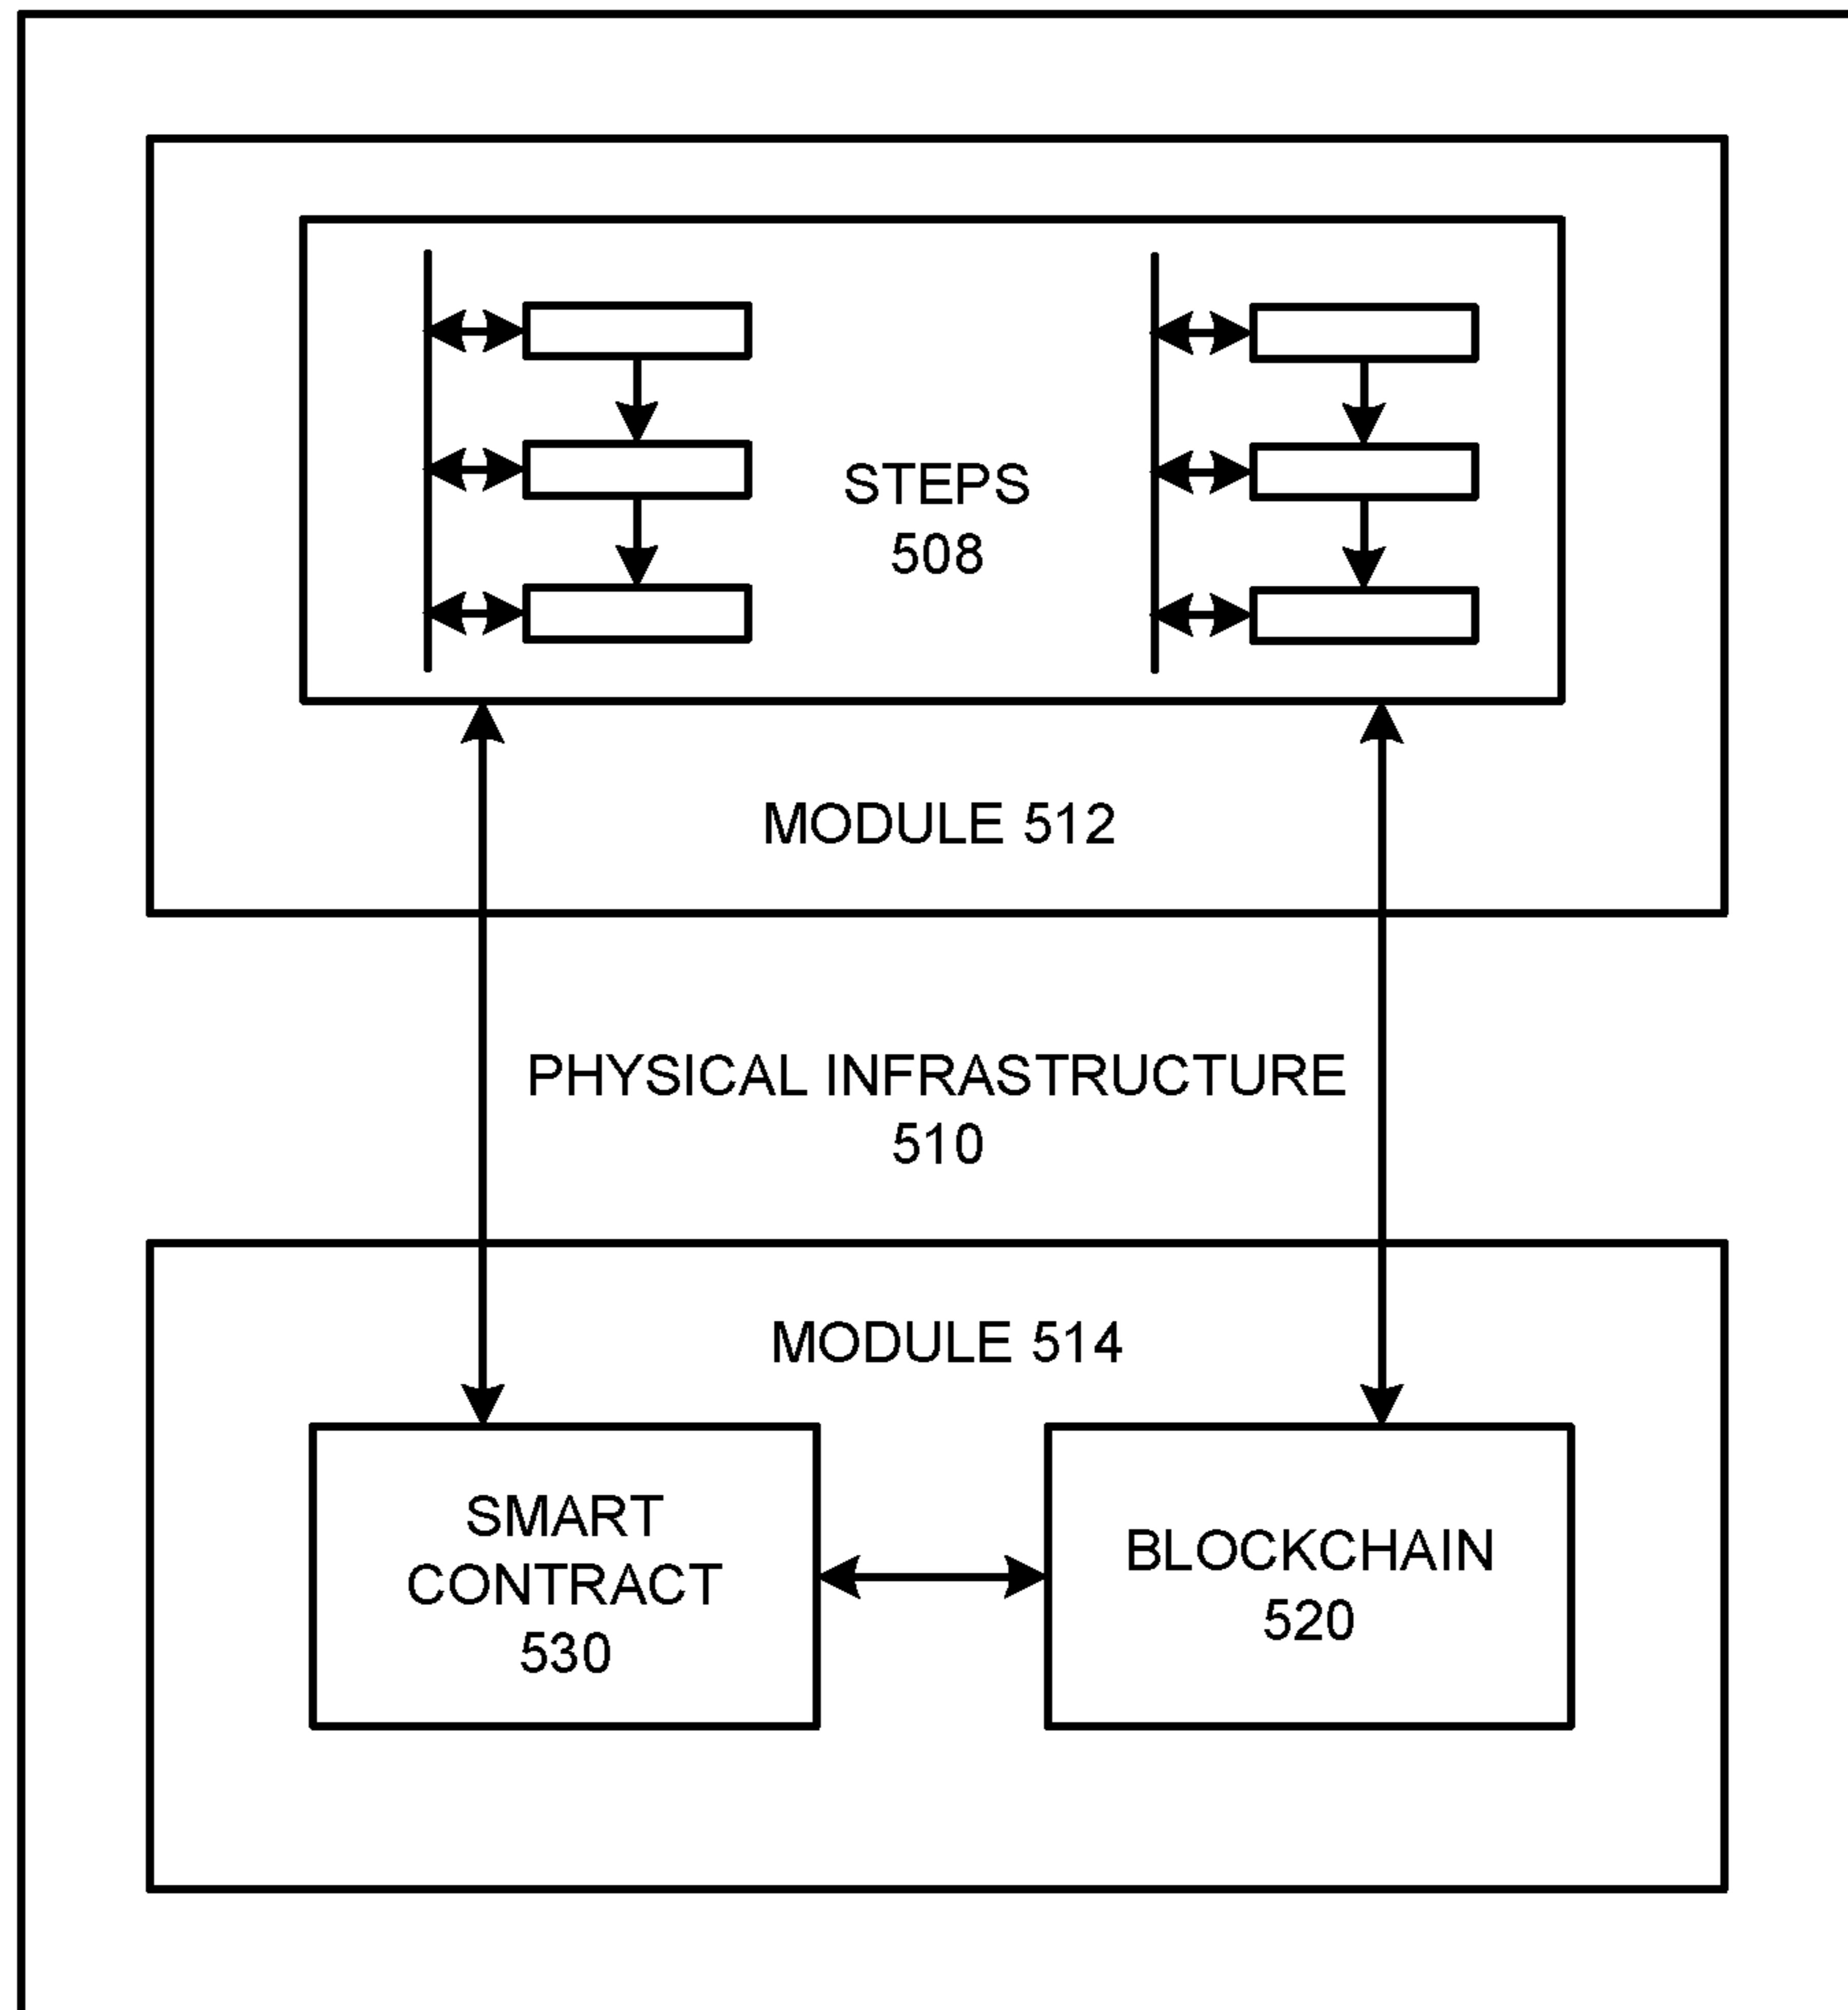 STEPS
508
MODULE 512
PHYSICAL INFRASTRUCTURE
510
MODULE 514
SMART
CONTRACT
530
BLOCKCHAIN
520